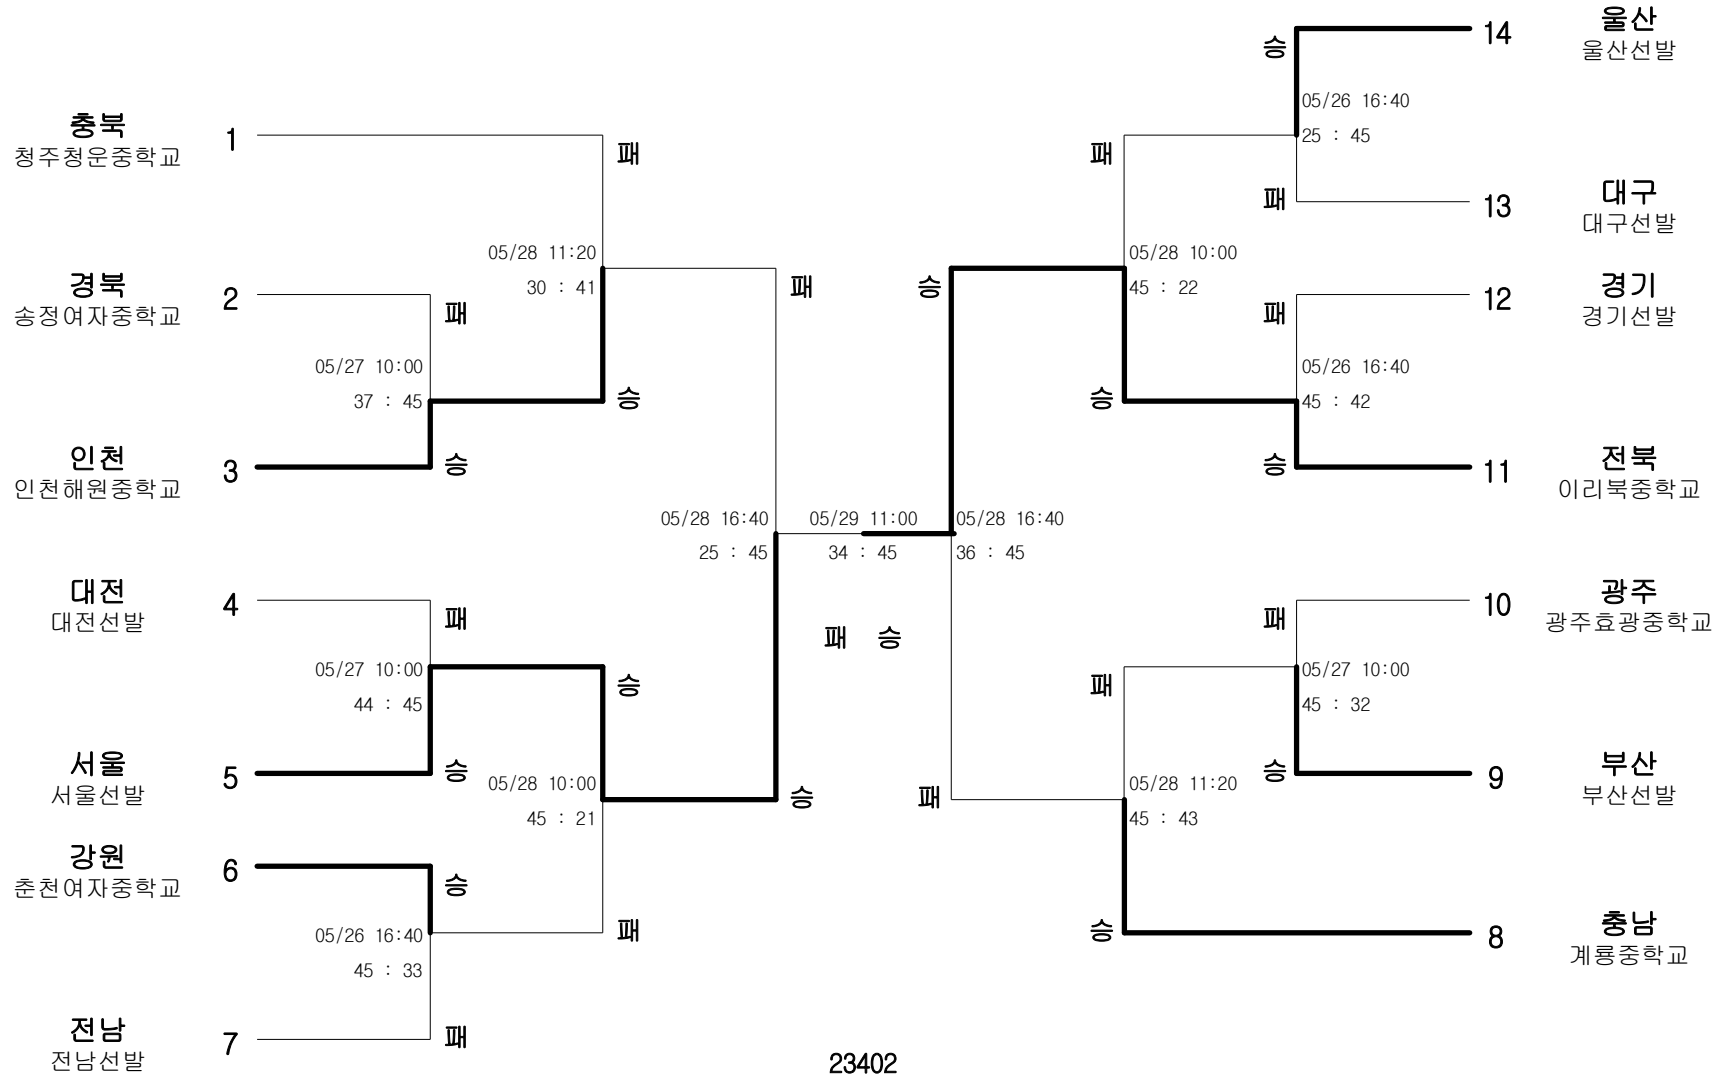 충북
청주청운중학교
1
패
05/28 11:20
30 : 41
경북
송정여자중학교
2
패
05/27 10:00
37 : 45
승
인천
인천해원중학교
3
승
패
05/28 16:40
25 : 45
대전
대전선발
4
패
05/27 10:00
44 : 45
승
서울
서울선발
5
승
05/28 10:00
45 : 21
승
강원
춘천여자중학교
6
승
05/26 16:40
45 : 33
패
전남
전남선발
7
패
05/29 11:00
34 : 45
패 승
울산
울산선발
14
승
05/26 16:40
25 : 45
패
대구
대구선발
13
패
05/28 10:00
45 : 22
승
경기
경기선발
12
패
05/26 16:40
45 : 42
승
전북
이리북중학교
11
승
05/28 16:40
36 : 45
광주
광주효광중학교
10
패
05/27 10:00
45 : 32
패
부산
부산선발
9
승
05/28 11:20
45 : 43
패
충남
계룡중학교
8
승
23402